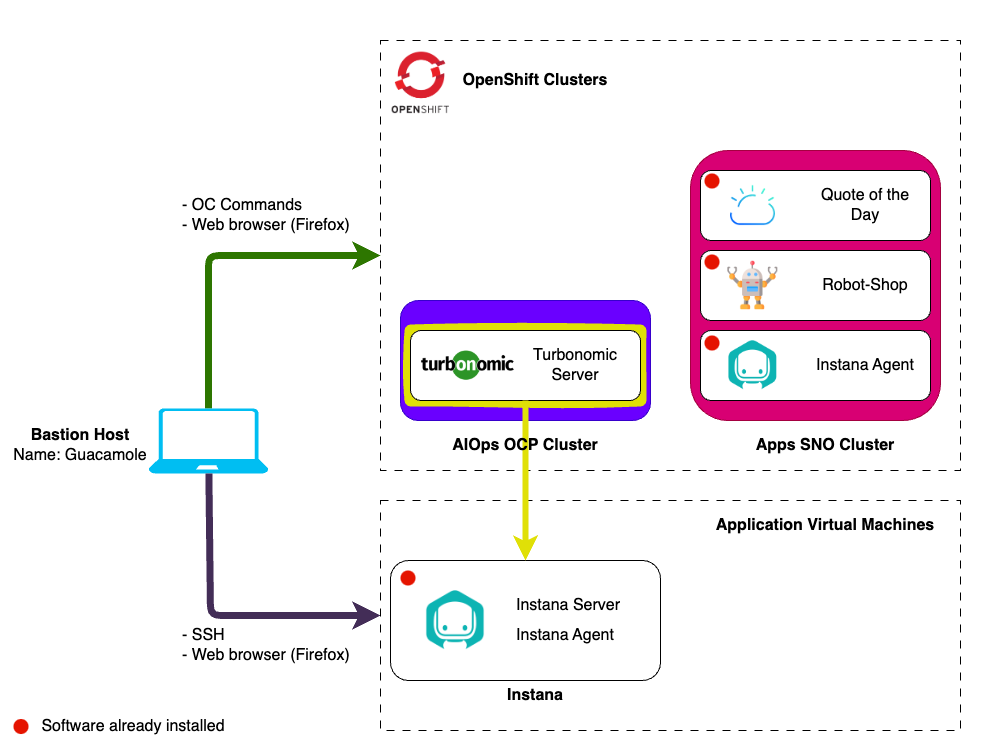 OPENSHIFT
OpenShift Clusters
- OC Commands
- Web browser (Firefox)
Quote of the
Day
Robot-Shop
Instana Agent
turbonomic
Turbonomic
Server
AIOps OCP Cluster
Apps SNO Cluster
Bastion Host
Name: Guacamole
Application Virtual Machines
Instana Server
Instana Agent
Instana
- SSH
- Web browser (Firefox)
Software already installed